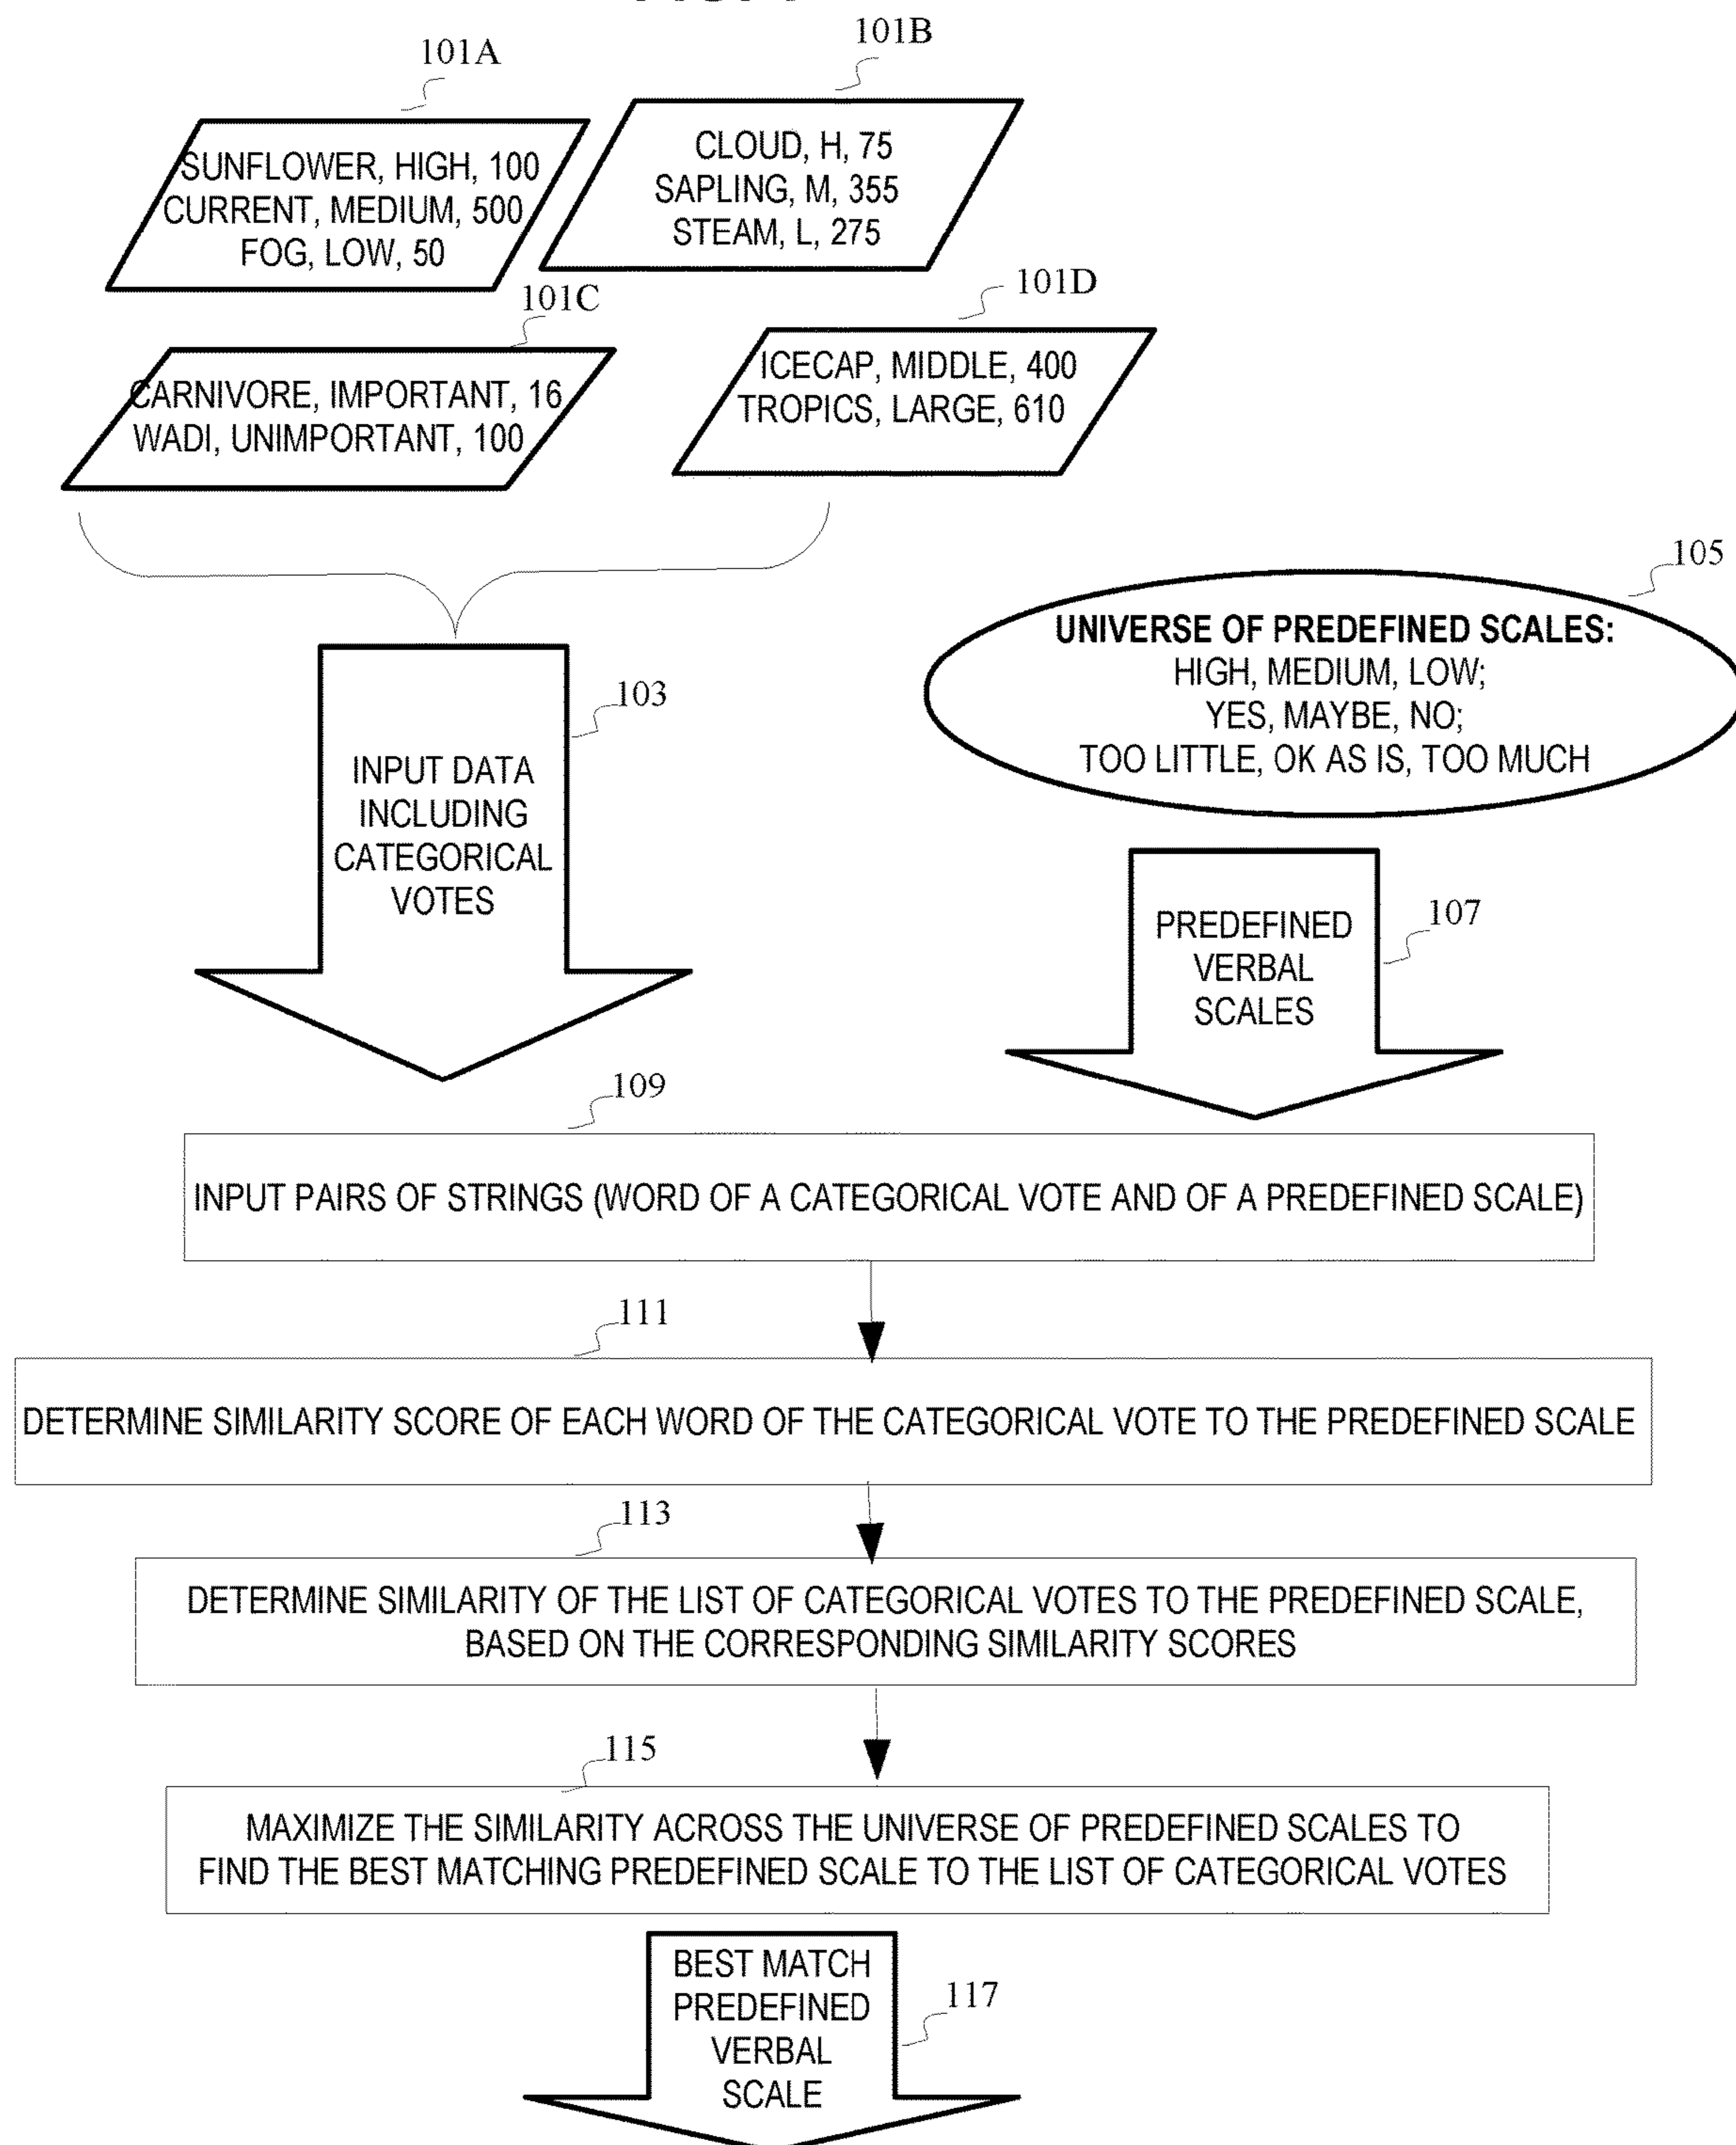 101A
101B
SUNFLOWER, HIGH, 100
CURRENT, MEDIUM, 500
FOG, LOW, 50
CLOUD, H, 75
SAPLING, M, 355
STEAM, L, 275
101C
101D
CARNIVORE, IMPORTANT, 16
WADI, UNIMPORTANT, 100
ICECAP, MIDDLE, 400
TROPICS, LARGE, 610
105
UNIVERSE OF PREDEFINED SCALES:
HIGH, MEDIUM, LOW;
YES, MAYBE, NO;
TOO LITTLE, OK AS IS, TOO MUCH
103
INPUT DATA
INCLUDING
CATEGORICAL
VOTES
107
PREDEFINED
VERBAL
SCALES
109
INPUT PAIRS OF STRINGS (WORD OF A CATEGORICAL VOTE AND OF A PREDEFINED SCALE)
111
DETERMINE SIMILARITY SCORE OF EACH WORD OF THE CATEGORICAL VOTE TO THE PREDEFINED SCALE
113
DETERMINE SIMILARITY OF THE LIST OF CATEGORICAL VOTES TO THE PREDEFINED SCALE,
BASED ON THE CORRESPONDING SIMILARITY SCORES
115
MAXIMIZE THE SIMILARITY ACROSS THE UNIVERSE OF PREDEFINED SCALES TO
FIND THE BEST MATCHING PREDEFINED SCALE TO THE LIST OF CATEGORICAL VOTES
BEST MATCH
PREDEFINED
VERBAL
SCALE
117